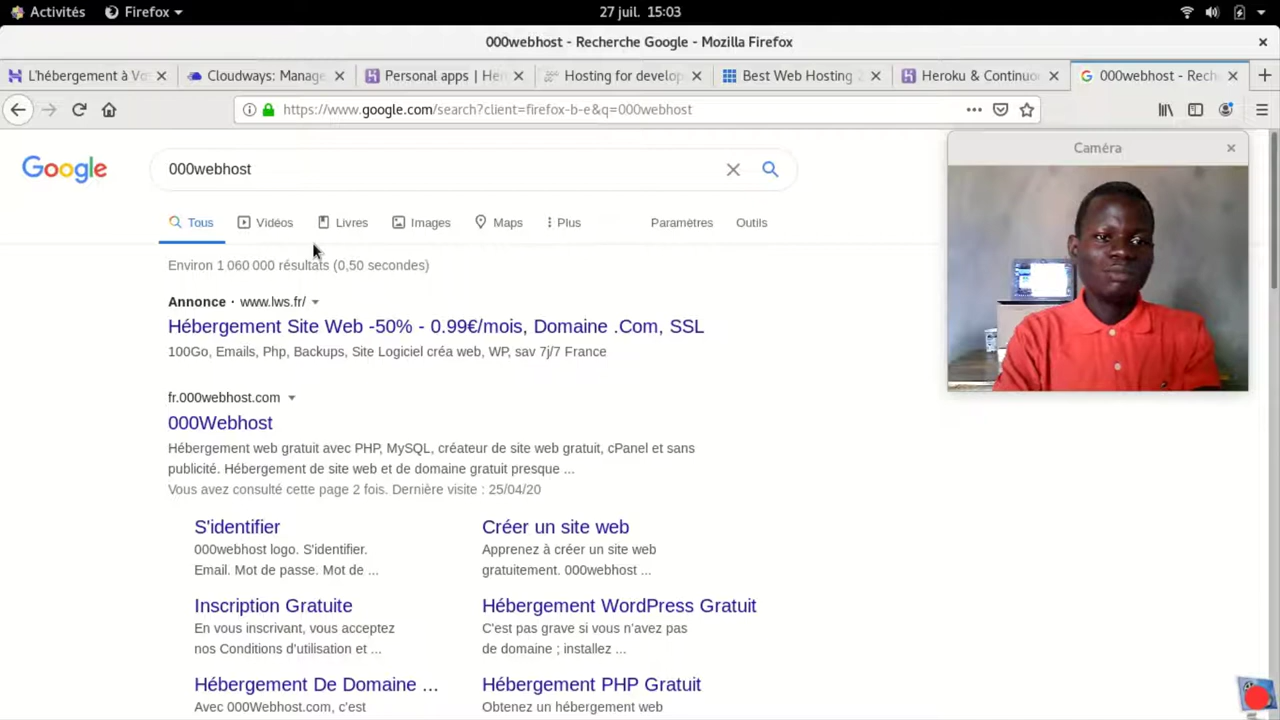 Activités
Firefox
27 juil. 15:03
000webhost - Recherche Google - Mozilla Firefox
L'hébergement à Vo
Cloudways: Manage
Personal apps | He
Hosting for develop
Best Web Hosting 2
Heroku & Continuo
000webhost - Rech
https://www.google.com/search?client=firefox-b-e&q=000webhost
Caméra
Google
000webhost
Tous
Vidéos
Livres
Images
Maps
Plus
Paramètres
Outils
Environ 1 060 000 résultats (0,50 secondes)
Annonce · www.lws.fr/
Hébergement Site Web -50% - 0.99€/mois, Domaine .Com, SSL
100Go, Emails, Php, Backups, Site Logiciel créa web, WP, sav 7j/7 France
fr.000webhost.com
000Webhost
Hébergement web gratuit avec PHP, MySQL, créateur de site web gratuit, cPanel et sans
publicité. Hébergement de site web et de domaine gratuit presque ...
Vous avez consulté cette page 2 fois. Dernière visite : 25/04/20
S'identifier
000webhost logo. S'identifier.
Email. Mot de passe. Mot de ...
Créer un site web
Apprenez à créer un site web
gratuitement. 000webhost ...
Inscription Gratuite
En vous inscrivant, vous acceptez
nos Conditions d'utilisation et ...
Hébergement WordPress Gratuit
C'est pas grave si vous n'avez pas
de domaine ; installez ...
Hébergement De Domaine ...
Avec 000Webhost.com, c'est
Hébergement PHP Gratuit
Obtenez un hébergement web